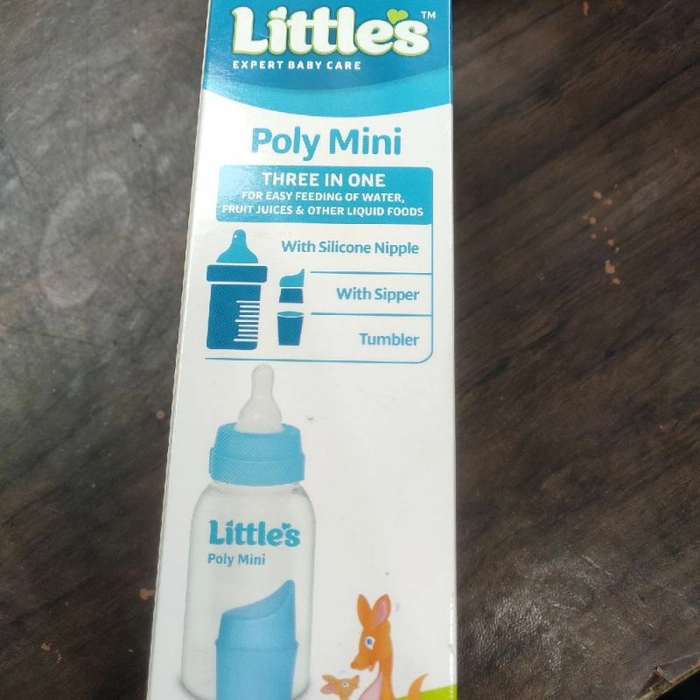 Little's™
EXPERT BABY CARE
Poly Mini
THREE IN ONE
FOR EASY FEEDING OF WATER,
FRUIT JUICES & OTHER LIQUID FOODS
With Silicone Nipple
With Sipper
Tumbler
Little's
Poly Mini